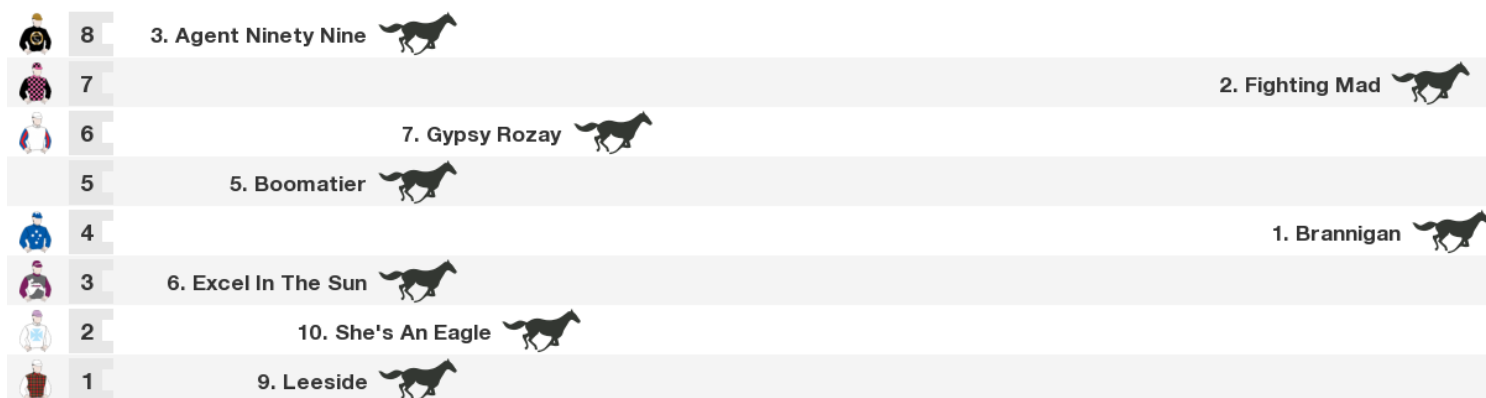 8 3. Agent Ninety Nine
7 2. Fighting Mad
6 7. Gypsy Rozay
5 5. Boomatier
4 1. Brannigan
3 6. Excel In The Sun
2 10. She's An Eagle
1 9. Leeside